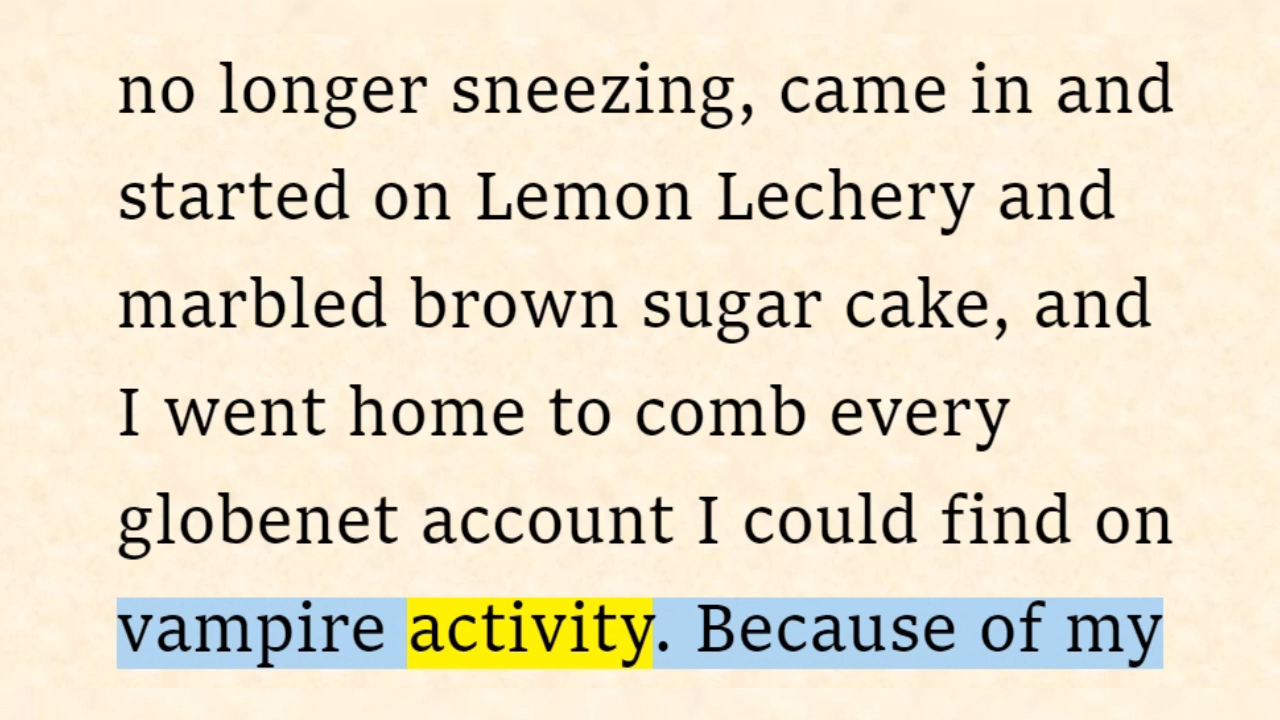 no longer sneezing, came in and
started on Lemon Lechery and
marbled brown sugar cake, and
I went home to comb every
globenet account I could find on
vampire activity. Because of my